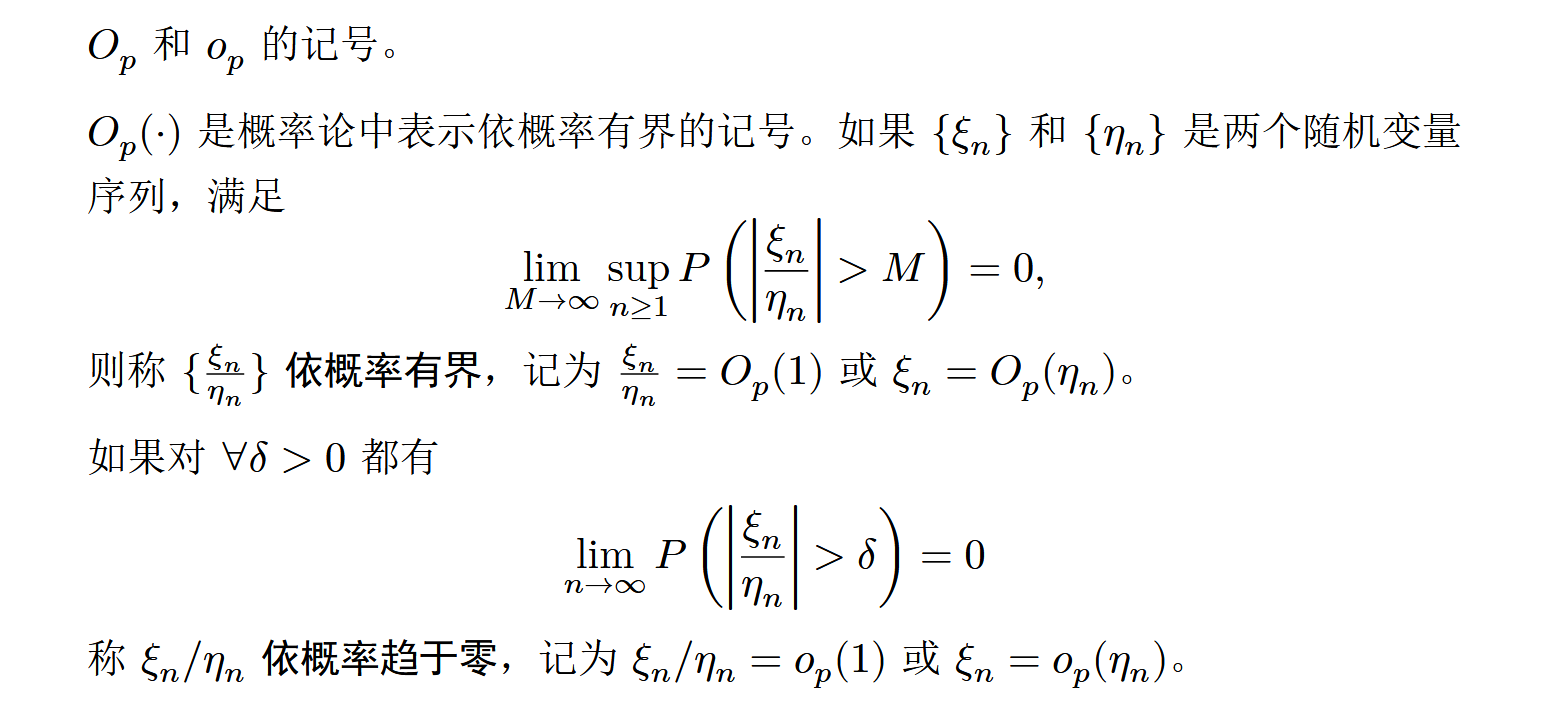 $O_p$ 和 $o_p$ 的记号。
$O_p(\cdot)$ 是概率论中表示依概率有界的记号。如果 $\{\xi_n\}$ 和 $\{\eta_n\}$ 是两个随机变量
序列，满足
$\lim_{M\to\infty} \sup_{n\geq 1} P\left(\left|\frac{\xi_n}{\eta_n}\right| > M\right) = 0,$
则称 $\{\frac{\xi_n}{\eta_n}\}$ 依概率有界，记为 $\frac{\xi_n}{\eta_n} = O_p(1)$ 或 $\xi_n = O_p(\eta_n)$。
如果对 $\forall\delta > 0$ 都有
$\lim_{n\to\infty} P\left(\left|\frac{\xi_n}{\eta_n}\right| > \delta\right) = 0$
称 $\xi_n/\eta_n$ 依概率趋于零，记为 $\xi_n/\eta_n = o_p(1)$ 或 $\xi_n = o_p(\eta_n)$。